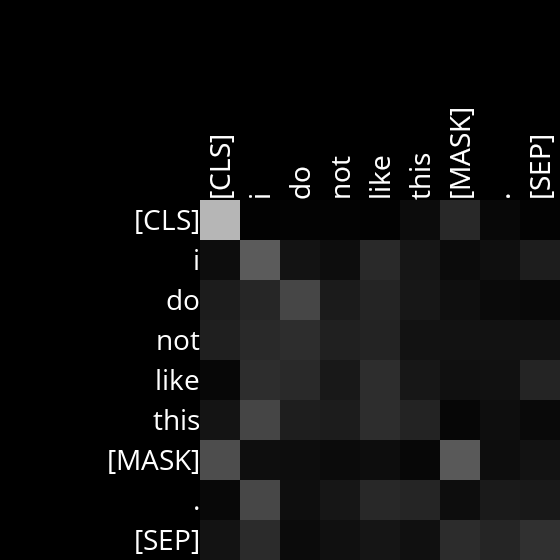 [CLS] i do not like this [MASK] . [SEP]
[CLS]
i
do
not
like
this
[MASK]
.
[SEP]